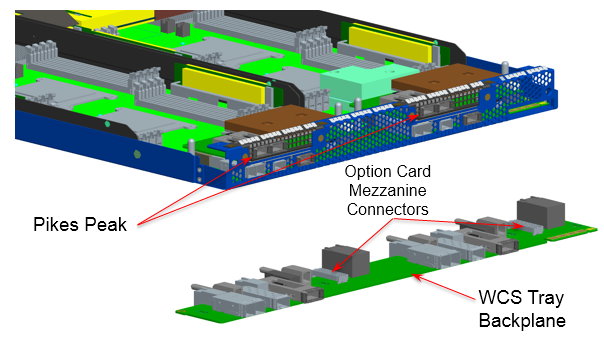 Option Card
Mezzanine
Connectors
Pikes Peak
WCS Tray
Backplane